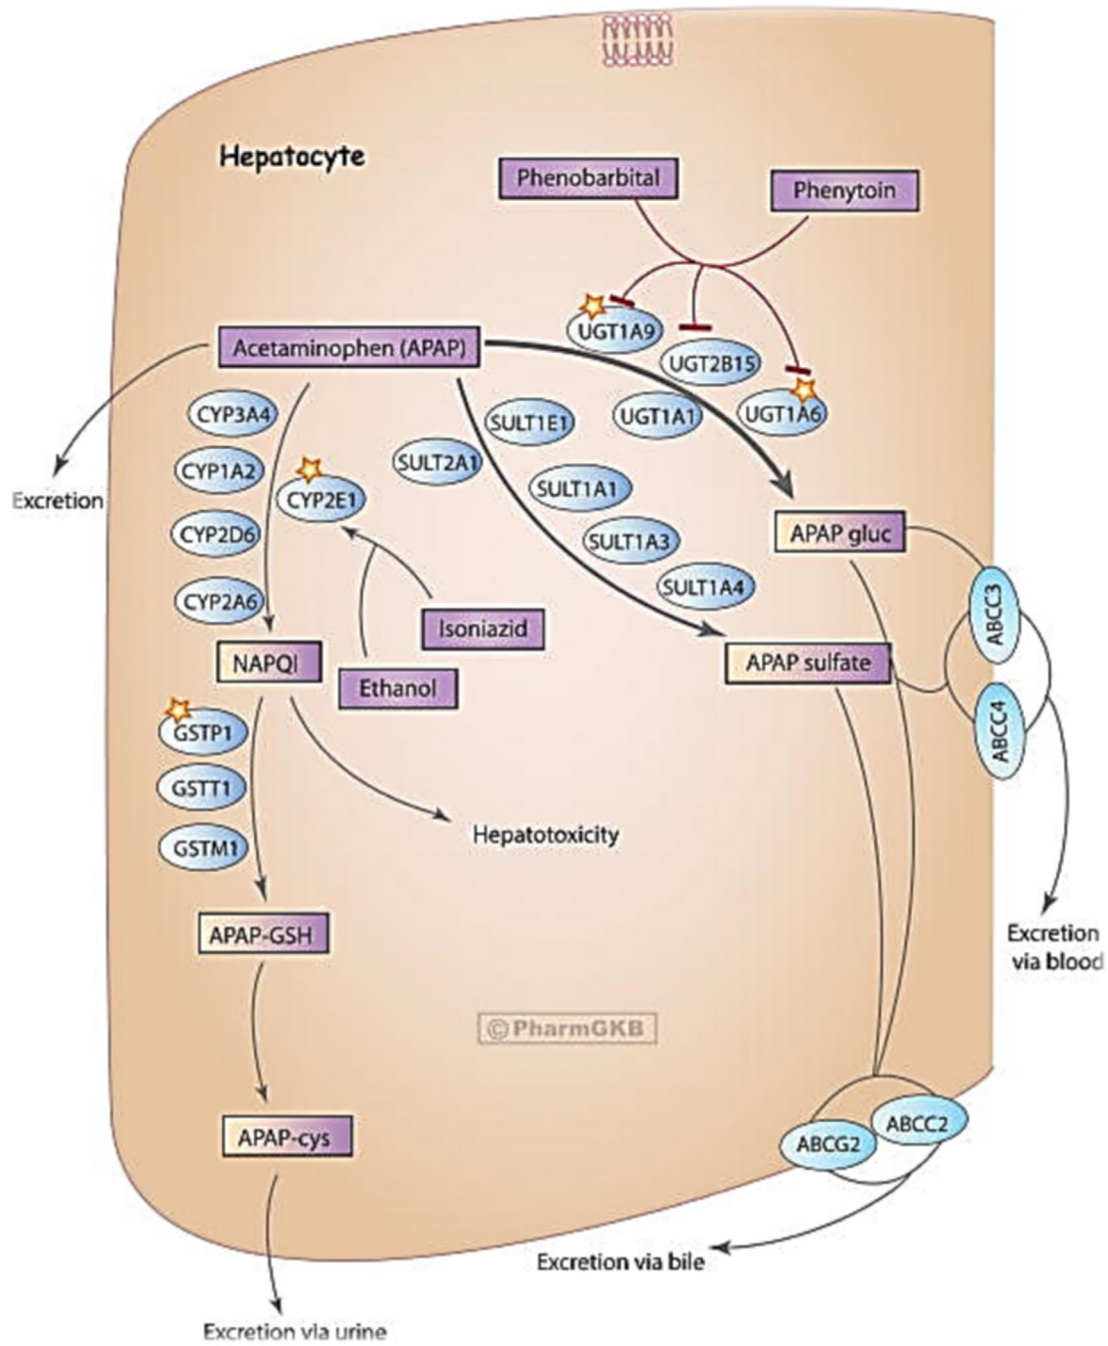 Hepatocyte
Phenobarbital
Phenytoin
UGT1A9
Acetaminophen (APAP)
UGT2B15
CYP3A4
SULT1E1
UGT1A1
UGT1A6
CYP1A2
SULT2A1
CYP2E1
SULT1A1
Excretion
CYP2D6
SULT1A3
APAP gluc
CYP2A6
SULT1A4
ABCC3
Isoniazid
NAPQI
APAP sulfate
Ethanol
GSTP1
ABCC4
GSTT1
Hepatotoxicity
GSTM1
APAP-GSH
Excretion
via blood
©PharmGKB
APAP-cys
ABCG2
ABCC2
Excretion via bile
Excretion via urine